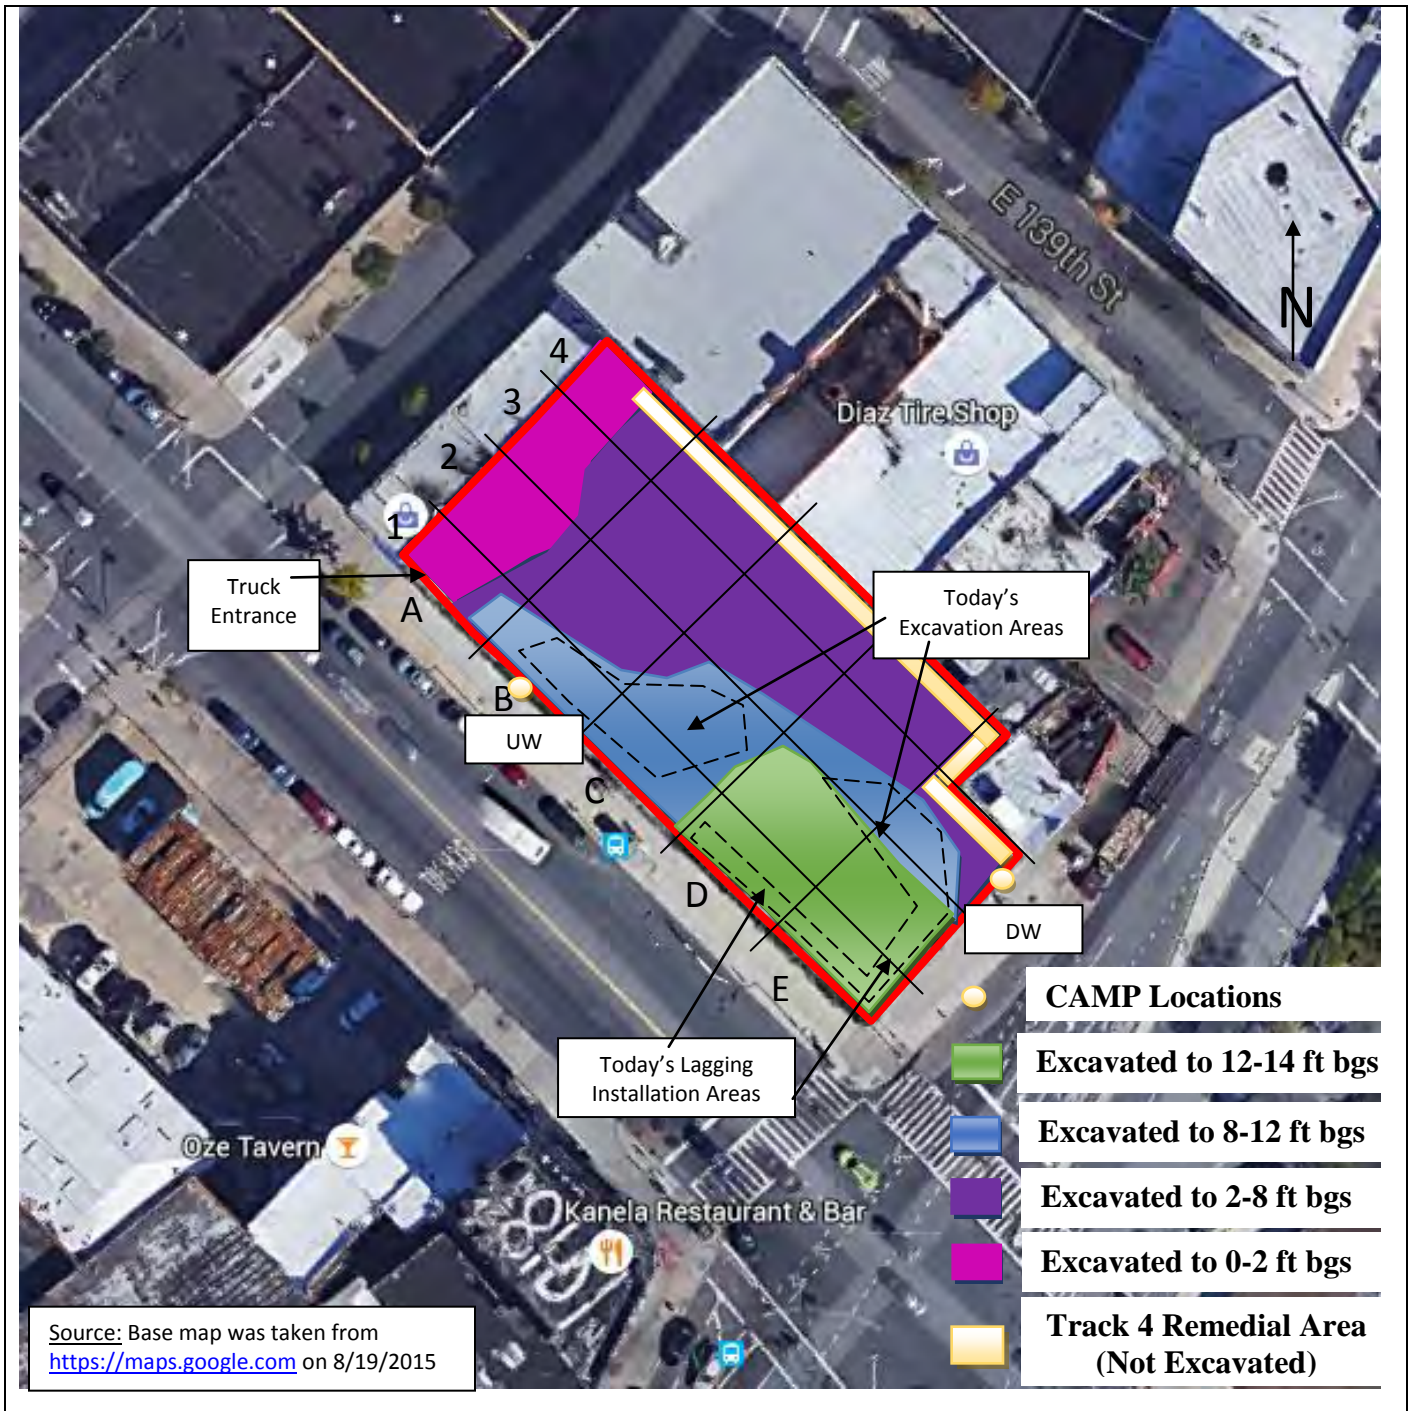 E 139th St
N
4
3
Diaz Tire Shop
2
1
Truck
Entrance
A
Today's
Excavation Areas
B
UW
C
D
DW
E
CAMP Locations
Excavated to 12-14 ft bgs
Today's Lagging
Installation Areas
Excavated to 8-12 ft bgs
Oze Tavern
Excavated to 2-8 ft bgs
Kanela Restaurant & Bar
Excavated to 0-2 ft bgs
Track 4 Remedial Area
(Not Excavated)
Source: Base map was taken from
https://maps.google.com on 8/19/2015